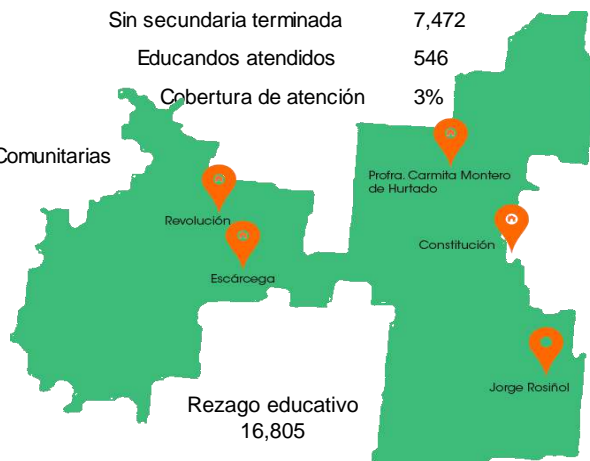 Sin secundaria terminada 7,472
Educandos atendidos 546
Cobertura de atención 3%
Comunitarias
Profra. Carmita Montero
de Hurtado
Revolución
Constitución
Escárcega
Jorge Rosiñol
Rezago educativo
16,805